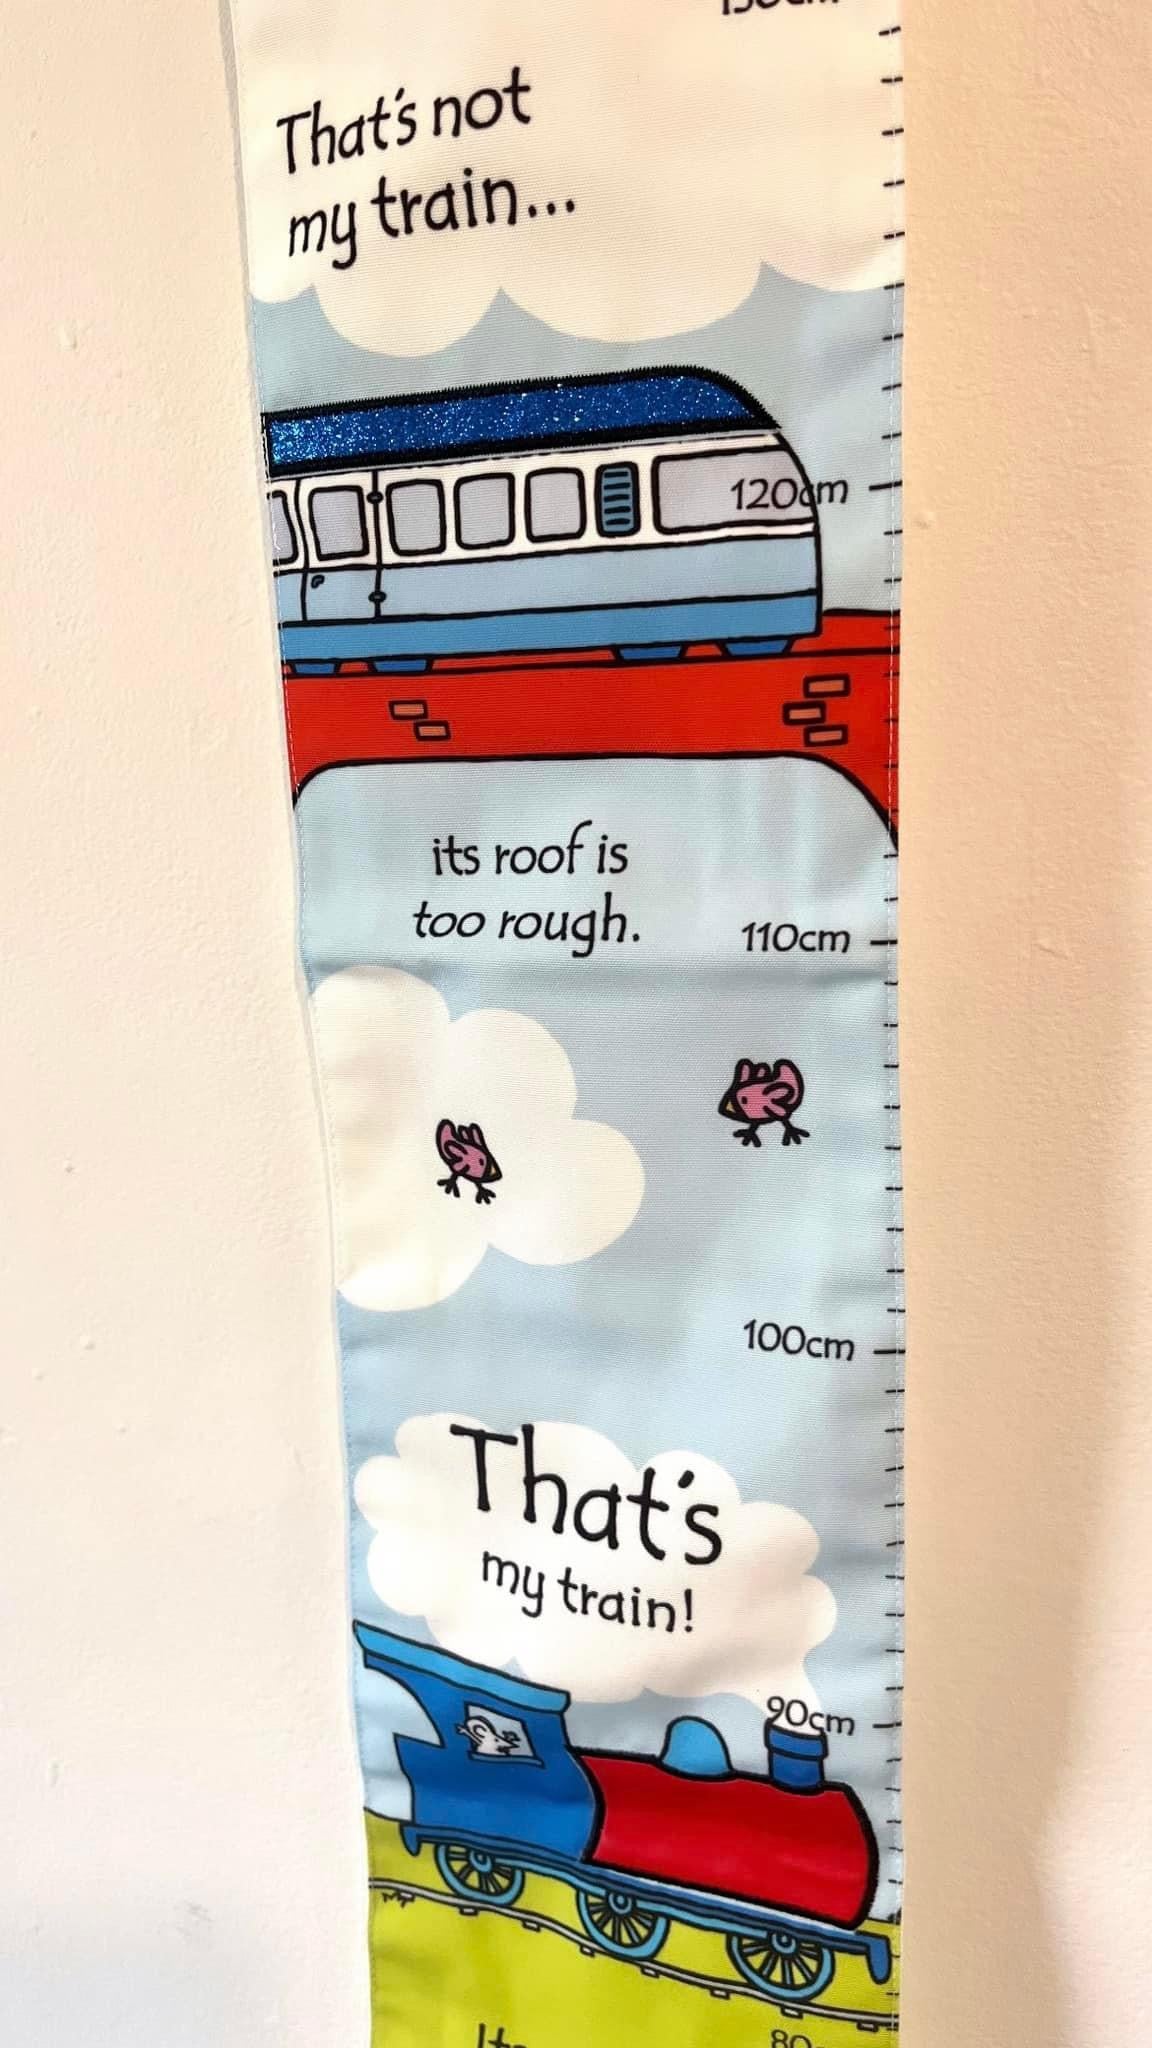 That's not
my train...
120cm
its roof is
too rough.
110cm
100cm
That's
my train!
90cm